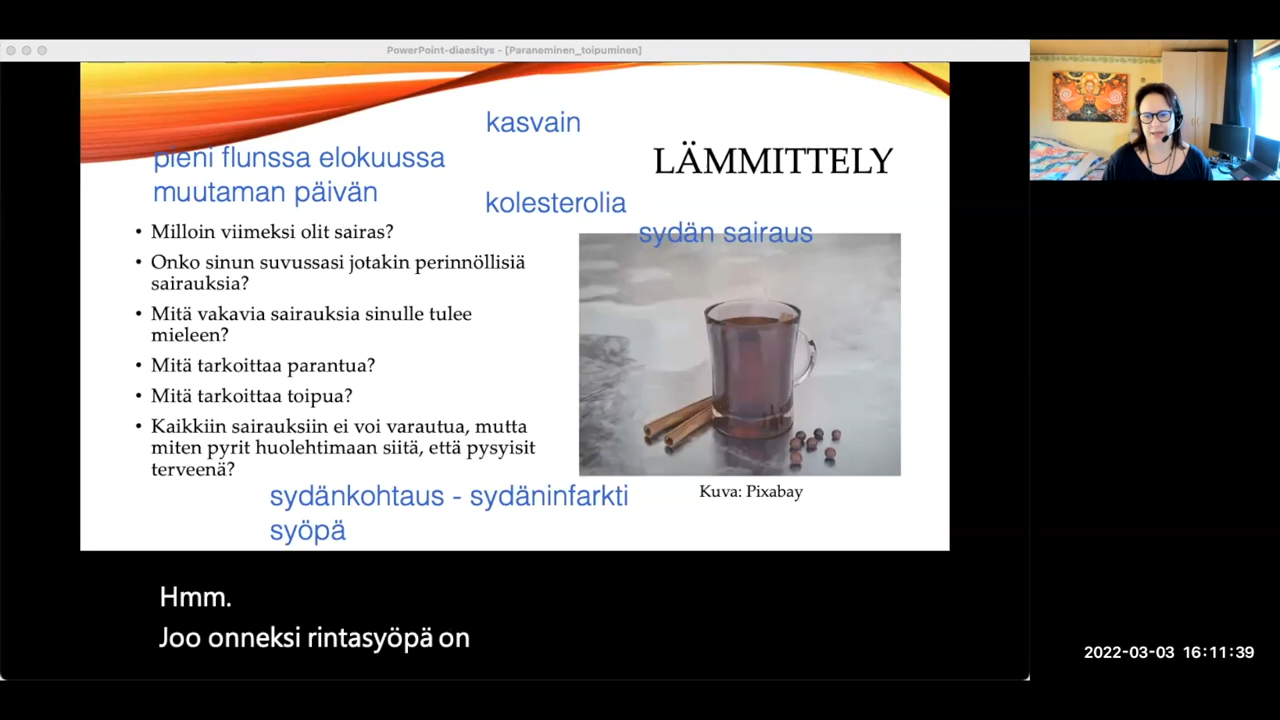 PowerPoint-diaesitys - [Paraneminen_toipuminen]
kasvain
pieni flunssa elokuussa
muutaman päivän
LÄMMITTELY
kolesterolia
sydän sairaus
• Milloin viimeksi olit sairas?
• Onko sinun suvussasi jotakin perinnöllisiä
sairauksia?
• Mitä vakavia sairauksia sinulle tulee
mieleen?
• Mitä tarkoittaa parantua?
• Mitä tarkoittaa toipua?
• Kaikkiin sairauksiin ei voi varautua, mutta
miten pyrit huolehtimaan siitä, että pysyisit
terveenä?
Kuva: Pixabay
sydänkohtaus - sydäninfarkti
syöpä
Hmm.
Joo onneksi rintasyöpä on
2022-03-03 16:11:39